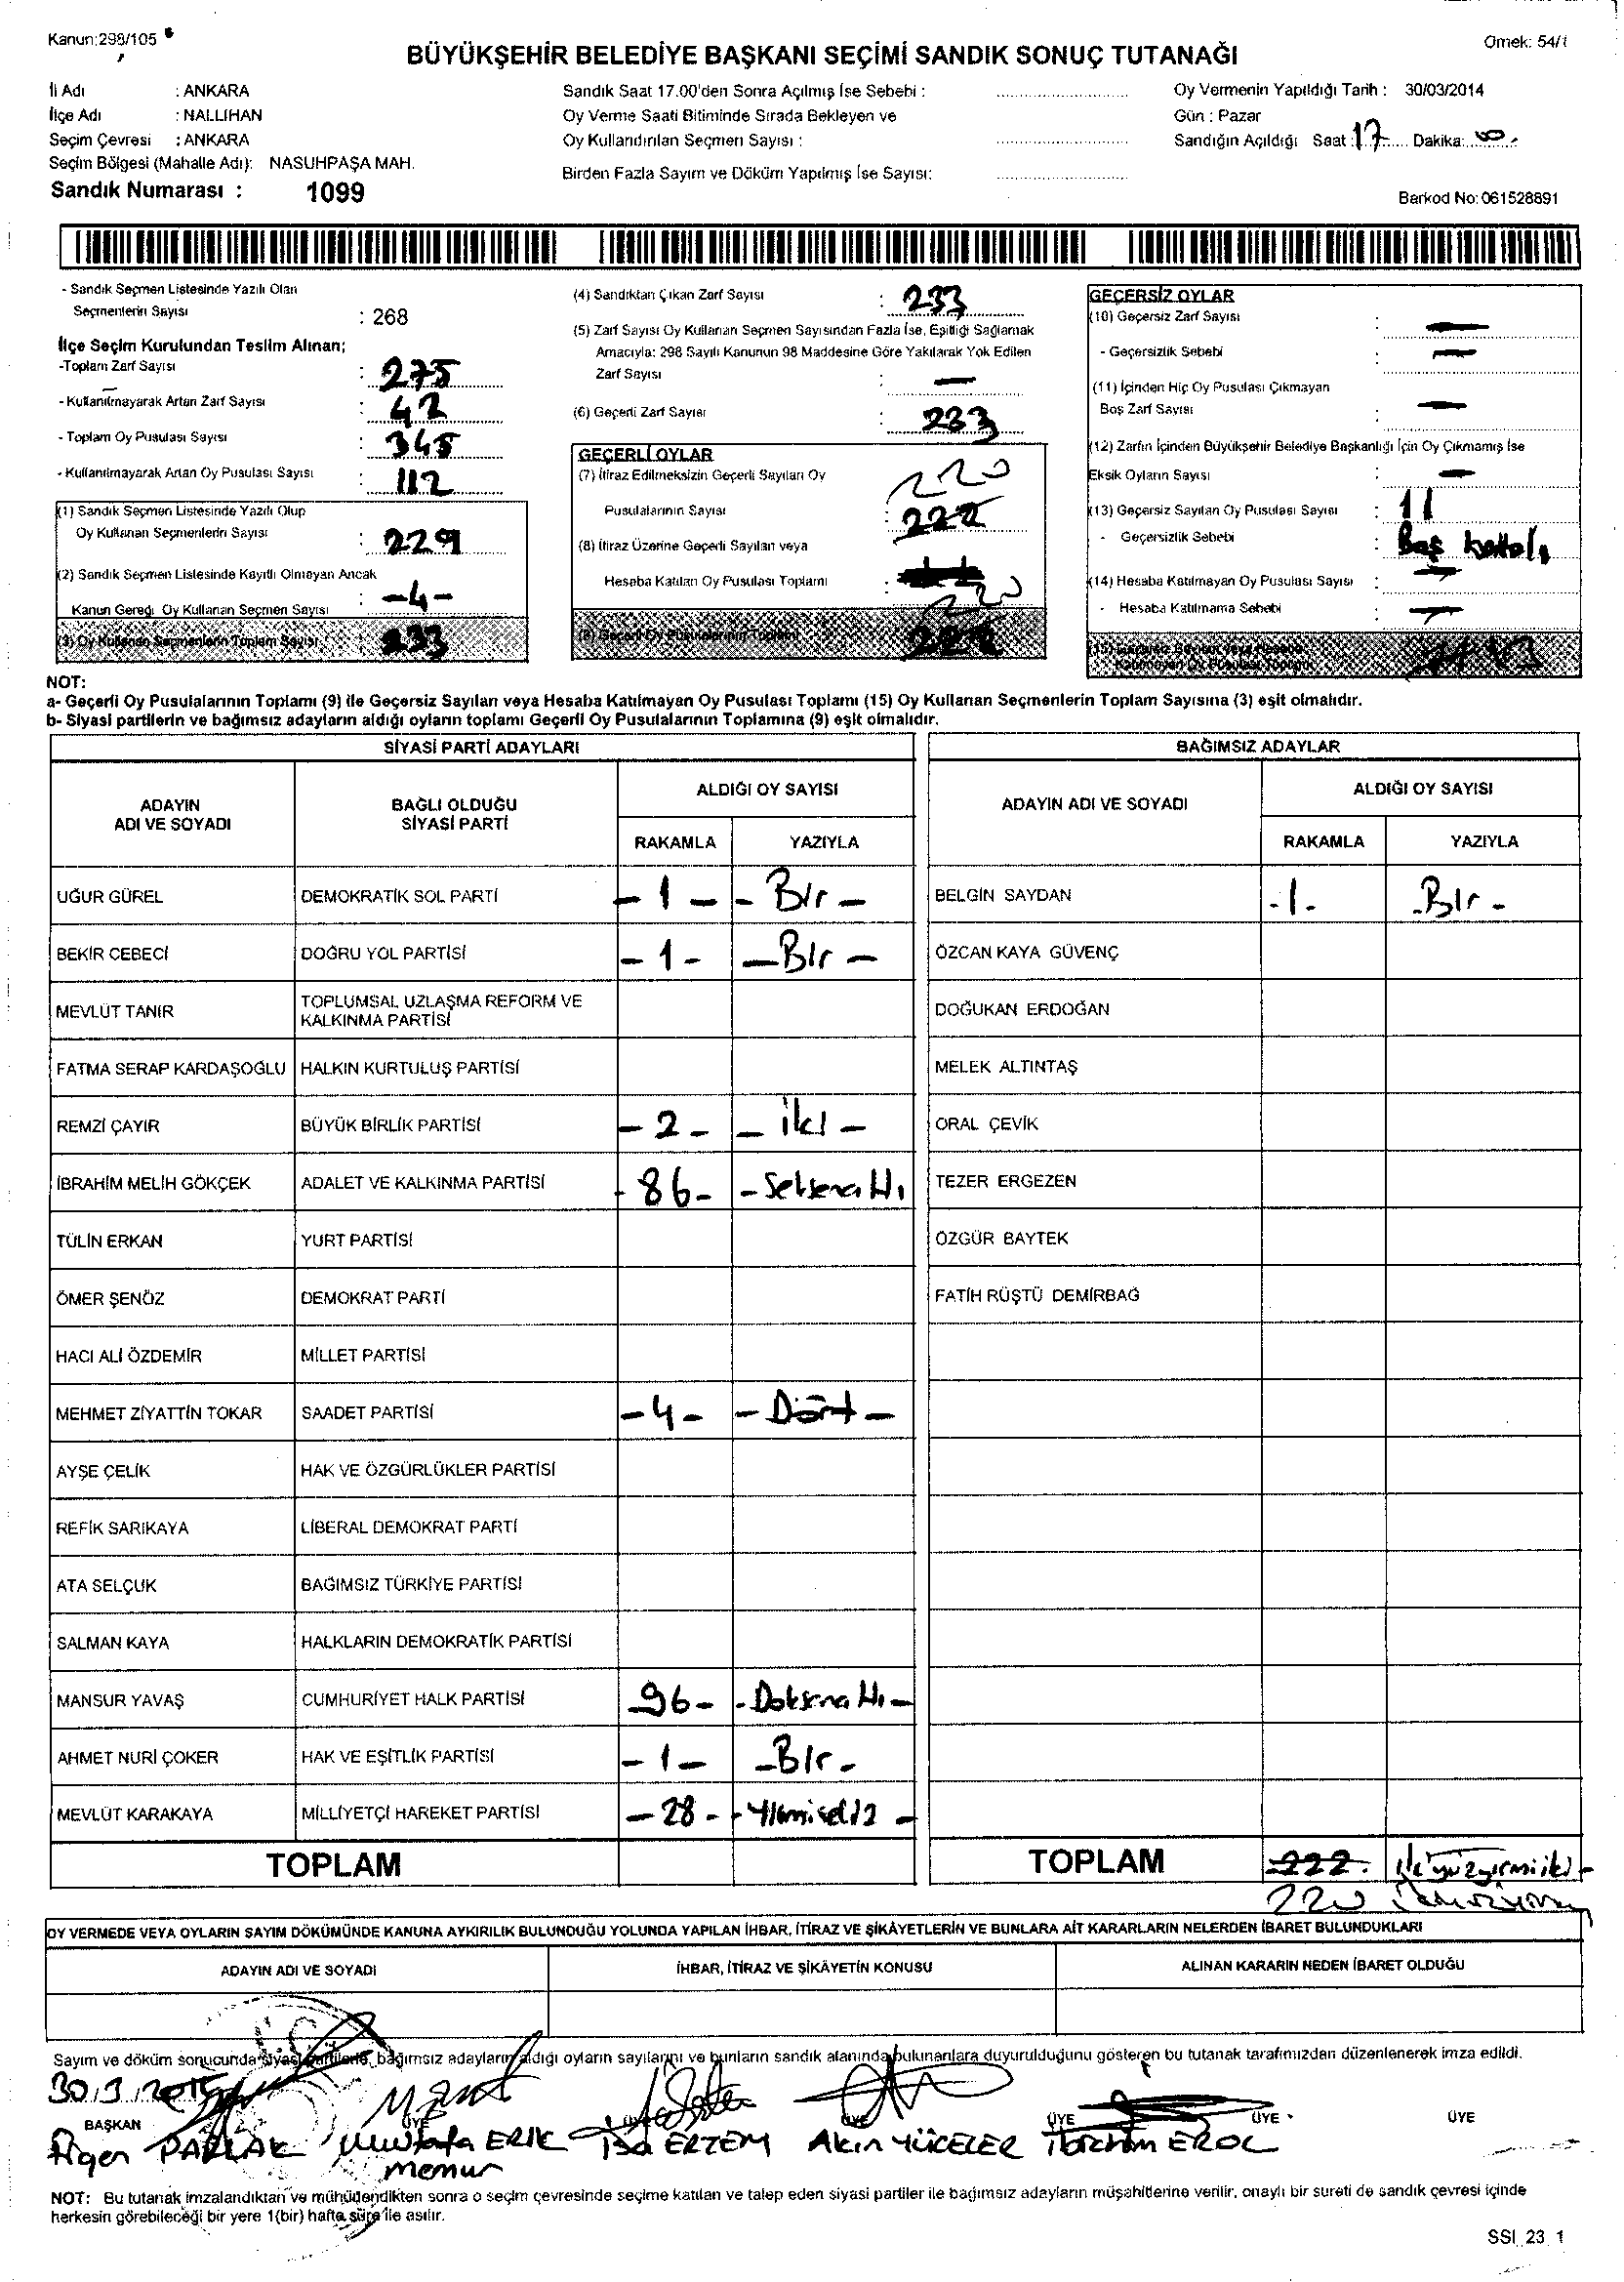 Kanun:298/105
BÜYÜKŞEHİR BELEDİYE BAŞKANI SEÇİMİ SANDIK SONUÇ TUTANAĞI
Örnek: 54/1
İli Adı : ANKARA
İlçe Adı : NALLIHAN
Seçim Çevresi : ANKARA
Seçim Bölgesi (Mahalle Adı): NASUHPAŞA MAH.
Sandık Numarası : 1099
Sandık Saat 17.00'den Sonra Açılmış İse Sebebi :
Oy Verme Saati Bitiminde Sırada Bekleyen ve
Oy Kullandırılan Seçmen Sayısı :
Birden Fazla Sayım ve Döküm Yapılmış İse Sayısı:
Oy Vermenin Yapıldığı Tarih : 30/03/2014
Gün : Pazar
Sandığın Açıldığı Saat : 17 Dakika:
Barkod No: 061528891
- Sandık Seçmen Listesinde Yazılı Olan
Seçmenlerin Sayısı : 268
İlçe Seçim Kurulundan Teslim Alınan;
-Toplam Zarf Sayısı : 275
- Kullanılmayarak Artan Zarf Sayısı : 42
- Toplam Oy Pusulası Sayısı : 345
- Kullanılmayarak Artan Oy Pusulası Sayısı : 112
(1) Sandık Seçmen Listesinde Yazılı Olup
Oy Kullanan Seçmenlerin Sayısı : 229
(2) Sandık Seçmen Listesinde Kayıtlı Olmayan Ancak
Kanun Gereği Oy Kullanan Seçmen Sayısı : -4-
(3) Oy Kullanan Seçmenlerin Toplam Sayısı : 233
(4) Sandıktan Çıkan Zarf Sayısı : 233
(5) Zarf Sayısı Oy Kullanan Seçmen Sayısından Fazla İse, Eşitliği Sağlamak
Amacıyla: 298 Sayılı Kanunun 98 Maddesine Göre Yakılarak Yok Edilen
Zarf Sayısı : —
(6) Geçerli Zarf Sayısı : 233
GEÇERLİ OYLAR
(7) İtiraz Edilmeksizin Geçerli Sayılan Oy 220
Pusulalarının Sayısı : 222
(8) İtiraz Üzerine Geçerli Sayılan veya
Hesaba Katılan Oy Pusulası Toplamı :
220
(9) Geçerli Oy Pusulalarının Toplamı 222
GEÇERSİZ OYLAR
(10) Geçersiz Zarf Sayısı : —
- Geçersizlik Sebebi : —
(11) İçinden Hiç Oy Pusulası Çıkmayan
Boş Zarf Sayısı : —
(12) Zarfın İçinden Büyükşehir Belediye Başkanlığı İçin Oy Çıkmamış İse
Eksik Oyların Sayısı —
(13) Geçersiz Sayılan Oy Pusulası Sayısı : 11
- Geçersizlik Sebebi :
(14) Hesaba Katılmayan Oy Pusulası Sayısı : —
- Hesaba Katılmama Sebebi : —
(15) Geçersiz Sayılan veya Hesaba
Katılmayan Oy Pusulası Toplamı 13
NOT:
a- Geçerli Oy Pusulalarının Toplamı (9) ile Geçersiz Sayılan veya Hesaba Katılmayan Oy Pusulası Toplamı (15) Oy Kullanan Seçmenlerin Toplam Sayısına (3) eşit olmalıdır.
b- Siyasi partilerin ve bağımsız adayların aldığı oyların toplamı Geçerli Oy Pusulalarının Toplamına (9) eşit olmalıdır.
SİYASİ PARTİ ADAYLARI
ADAYIN ADI VE SOYADI
BAĞLI OLDUĞU SİYASİ PARTİ
ALDIĞI OY SAYISI
RAKAMLA YAZIYLA
UĞUR GÜREL DEMOKRATİK SOL PARTİ - 1 - - Bir -
BEKİR CEBECİ DOĞRU YOL PARTİSİ - 1 - - Bir -
MEVLÜT TANIR TOPLUMSAL UZLAŞMA REFORM VE KALKINMA PARTİSİ
FATMA SERAP KARDAŞOĞLU HALKIN KURTULUŞ PARTİSİ
REMZİ ÇAYIR BÜYÜK BİRLİK PARTİSİ - 2 - - iki -
İBRAHİM MELİH GÖKÇEK ADALET VE KALKINMA PARTİSİ - 86 - - Seksenaltı
TÜLİN ERKAN YURT PARTİSİ
ÖMER ŞENÖZ DEMOKRAT PARTİ
HACI ALİ ÖZDEMİR MİLLET PARTİSİ
MEHMET ZİYATTİN TOKAR SAADET PARTİSİ - 4 - - Dört -
AYŞE ÇELİK HAK VE ÖZGÜRLÜKLER PARTİSİ
REFİK SARIKAYA LİBERAL DEMOKRAT PARTİ
ATA SELÇUK BAĞIMSIZ TÜRKİYE PARTİSİ
SALMAN KAYA HALKLARIN DEMOKRATİK PARTİSİ
MANSUR YAVAŞ CUMHURİYET HALK PARTİSİ - 96 - - Doksanaltı -
AHMET NURİ ÇOKER HAK VE EŞİTLİK PARTİSİ - 1 - - Bir -
MEVLÜT KARAKAYA MİLLİYETÇİ HAREKET PARTİSİ - 28 - - Yirmisekiz -
TOPLAM
BAĞIMSIZ ADAYLAR
ADAYIN ADI VE SOYADI
ALDIĞI OY SAYISI
RAKAMLA YAZIYLA
BELGİN SAYDAN - 1 - - Bir -
ÖZCAN KAYA GÜVENÇ
DOĞUKAN ERDOĞAN
MELEK ALTINTAŞ
ORAL ÇEVİK
TEZER ERGEZEN
ÖZGÜR BAYTEK
FATİH RÜŞTÜ DEMİRBAĞ
TOPLAM 222 ikiyüzyirmiiki -
220 ikiyüzyirmi
OY VERMEDE VEYA OYLARIN SAYIM DÖKÜMÜNDE KANUNA AYKIRILIK BULUNDUĞU YOLUNDA YAPILAN İHBAR, İTİRAZ VE ŞİKÂYETLERİN VE BUNLARA AİT KARARLARIN NELERDEN İBARET BULUNDUKLARI
ADAYIN ADI VE SOYADI
İHBAR, İTİRAZ VE ŞİKÂYETİN KONUSU
ALINAN KARARIN NEDEN İBARET OLDUĞU
Sayım ve döküm sonucunda siyasi partilerle, bağımsız adayların aldığı oyların sayılarını ve bunların sandık alanında bulunanlara duyurulduğunu gösteren bu tutanak tarafımızdan düzenlenerek imza edildi.
BAŞKAN ÜYE ÜYE ÜYE ÜYE ÜYE ÜYE
PARLAK Mustafa ERİK İsa ERTEM Akın YÜCELER İbrahim EROL
memur
NOT: Bu tutanak imzalandıktan ve mühürlendikten sonra o seçim çevresinde seçime katılan ve talep eden siyasi partiler ile bağımsız adayların müşahitlerine verilir, onaylı bir sureti de sandık çevresi içinde
herkesin görebileceği bir yere 1(bir) hafta süre ile asılır.
SSI_23_1